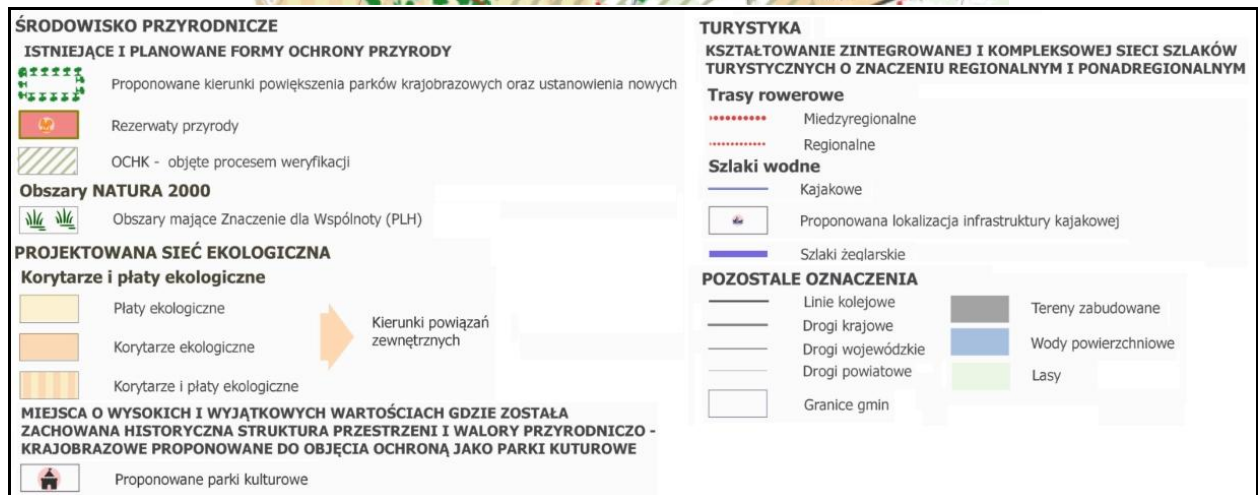 ŚRODOWISKO PRZYRODNICZE
ISTNIEJĄCE I PLANOWANE FORMY OCHRONY PRZYRODY
Proponowane kierunki powiększenia parków krajobrazowych oraz ustanowienia nowych
Rezerwaty przyrody
OCHK - objęte procesem weryfikacji
Obszary NATURA 2000
Obszary mające Znaczenie dla Wspólnoty (PLH)
PROJEKTOWANA SIEĆ EKOLOGICZNA
Korytarze i płaty ekologiczne
Płaty ekologiczne
Korytarze ekologiczne
Korytarze i płaty ekologiczne
Kierunki powiązań
zewnętrznych
MIEJSCA O WYSOKICH I WYJĄTKOWYCH WARTOŚCIACH GDZIE ZOSTAŁA
ZACHOWANA HISTORYCZNA STRUKTURA PRZESTRZENI I WALORY PRZYRODNICZO -
KRAJOBRAZOWE PROPONOWANE DO OBJĘCIA OCHRONĄ JAKO PARKI KUTUROWE
Proponowane parki kulturowe
TURYSTYKA
KSZTAŁTOWANIE ZINTEGROWANEJ I KOMPLEKSOWEJ SIECI SZLAKÓW
TURYSTYCZNYCH O ZNACZENIU REGIONALNYM I PONADREGIONALNYM
Trasy rowerowe
Miedzyregionalne
Regionalne
Szlaki wodne
Kajakowe
Proponowana lokalizacja infrastruktury kajakowej
Szlaki żeglarskie
POZOSTALE OZNACZENIA
Linie kolejowe
Drogi krajowe
Drogi wojewódzkie
Drogi powiatowe
Granice gmin
Tereny zabudowane
Wody powierzchniowe
Lasy